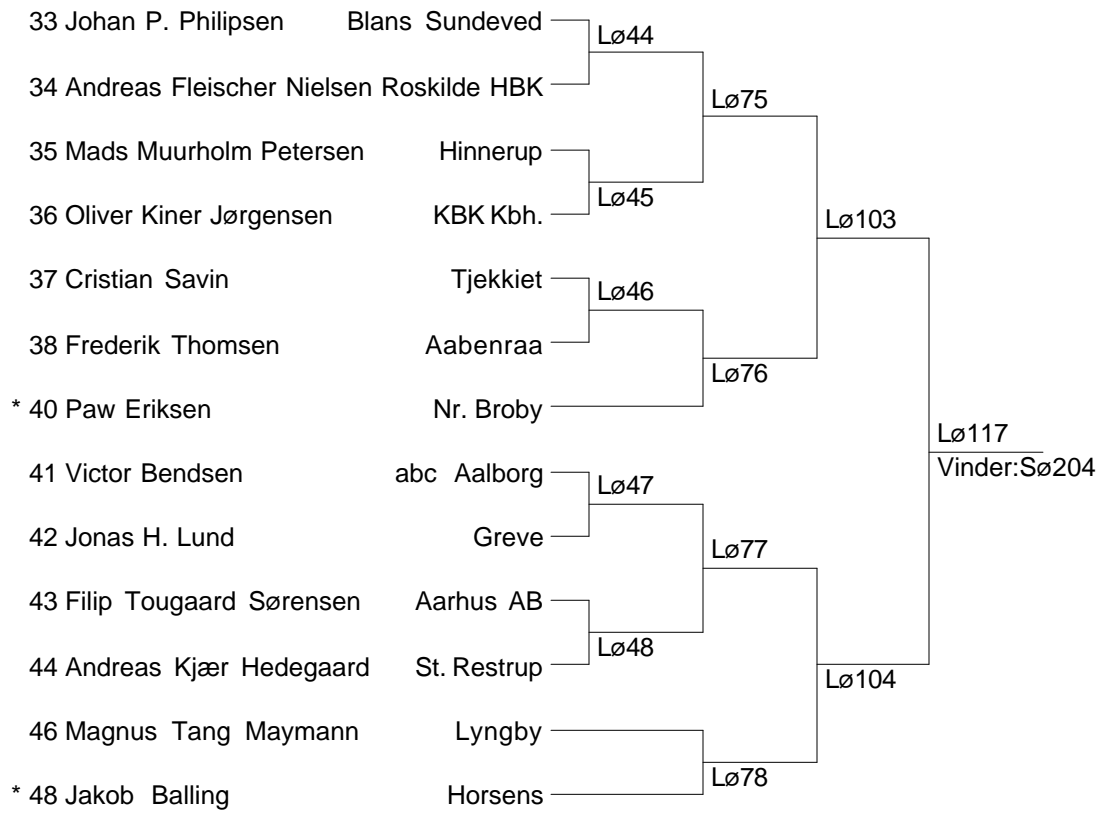 33 Johan P. Philipsen Blans Sundeved
Lø44
34 Andreas Fleischer Nielsen Roskilde HBK
Lø75
35 Mads Muurholm Petersen Hinnerup
Lø45
36 Oliver Kiner Jørgensen KBK Kbh.
Lø103
37 Cristian Savin Tjekkiet
Lø46
38 Frederik Thomsen Aabenraa
Lø76
* 40 Paw Eriksen Nr. Broby
Lø117
Vinder:Sø204
41 Victor Bendsen abc Aalborg
Lø47
42 Jonas H. Lund Greve
Lø77
43 Filip Tougaard Sørensen Aarhus AB
Lø48
44 Andreas Kjær Hedegaard St. Restrup
Lø104
46 Magnus Tang Maymann Lyngby
Lø78
* 48 Jakob Balling Horsens